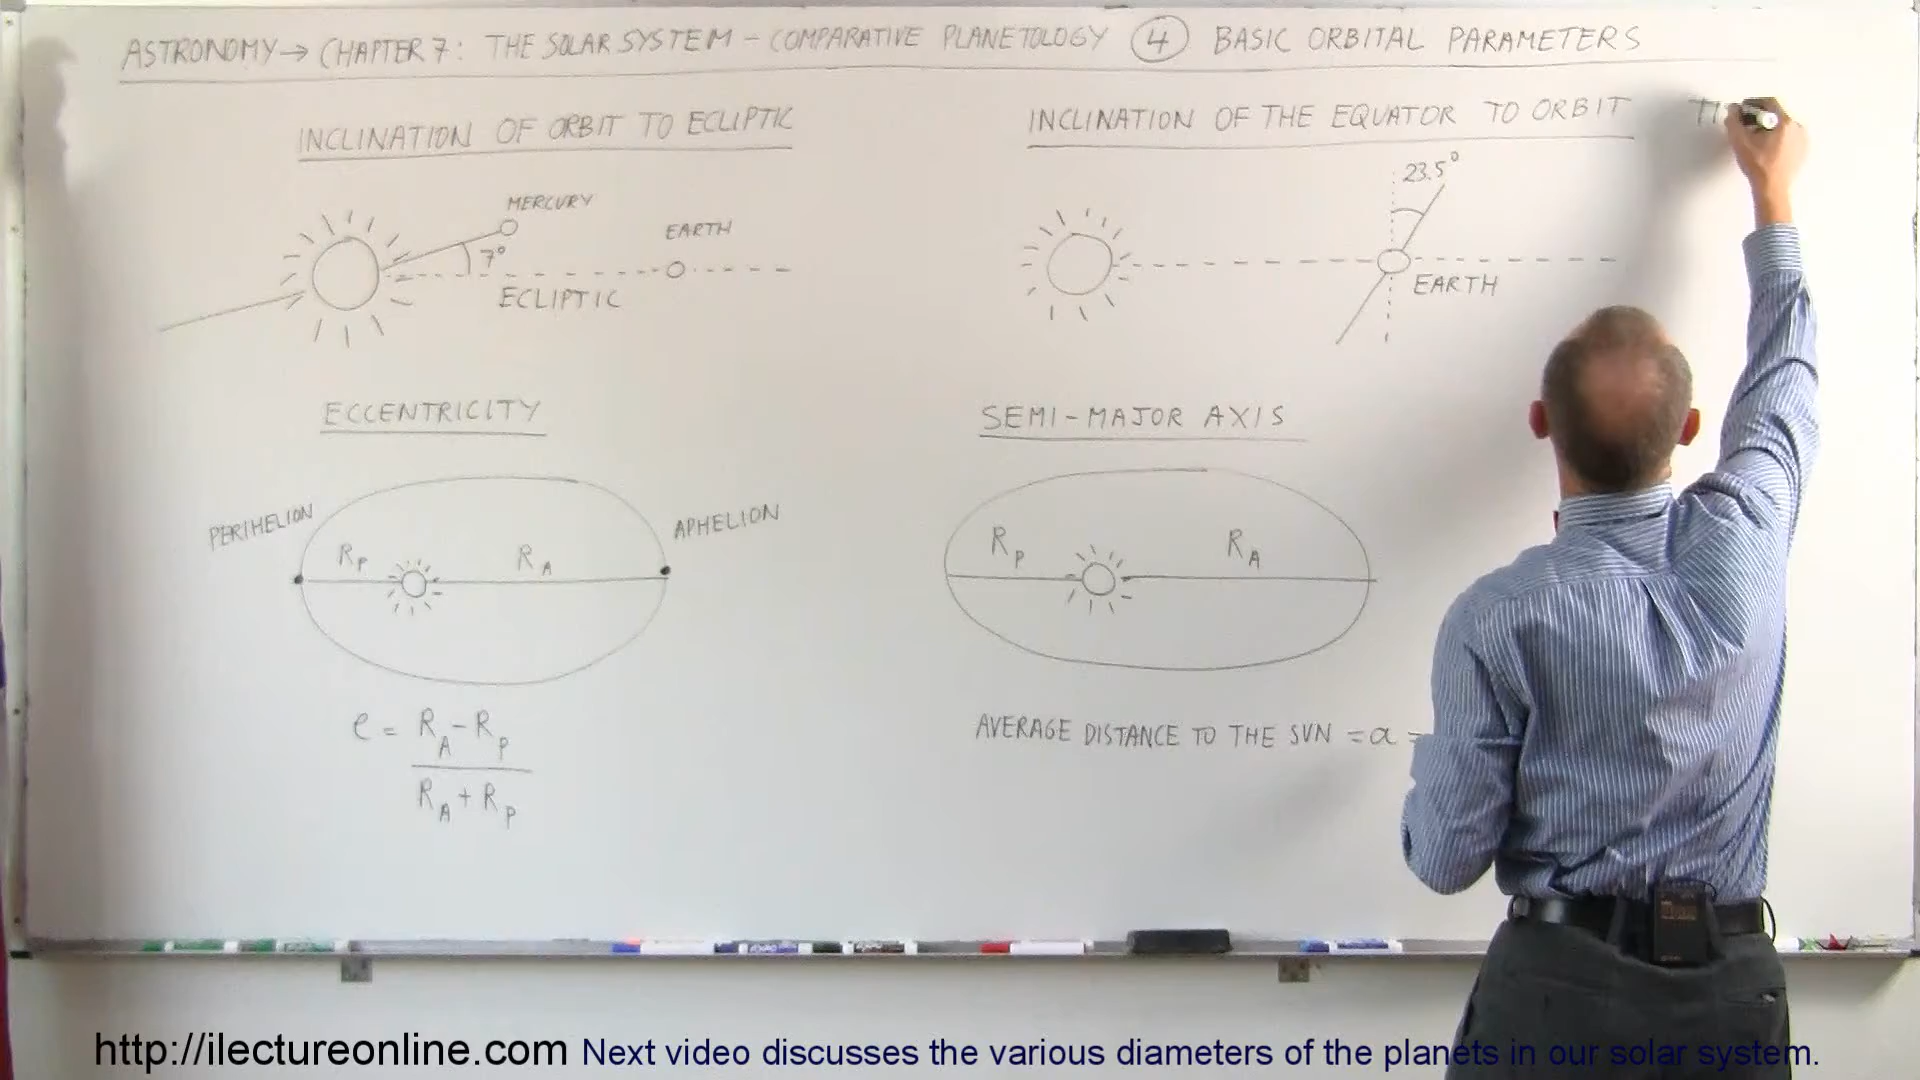 ASTRONOMY → CHAPTER 7: THE SOLAR SYSTEM - COMPARATIVE PLANETOLOGY 4 BASIC ORBITAL PARAMETERS
INCLINATION OF ORBIT TO ECLIPTIC
MERCURY
EARTH
7°
ECLIPTIC
INCLINATION OF THE EQUATOR TO ORBIT
23.5°
EARTH
ECCENTRICITY
PERIHELION
APHELION
R_P R_A
e = R_A - R_P
R_A + R_P
SEMI-MAJOR AXIS
R_P R_A
AVERAGE DISTANCE TO THE SUN = a =
http://ilectureonline.com Next video discusses the various diameters of the planets in our solar system.